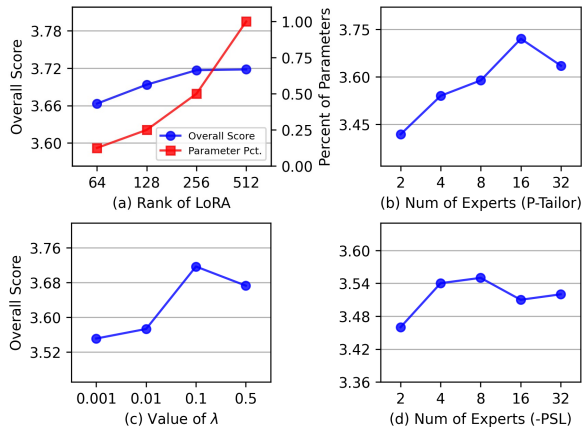 Overall Score
3.78
3.72
3.66
3.60
1.00
0.75
0.50
0.25
0.00
Percent of Parameters
Overall Score
Parameter Pct.
64 128 256 512
(a) Rank of LoRA
3.75
3.60
3.45
2 4 8 16 32
(b) Num of Experts (P-Tailor)
Overall Score
3.76
3.68
3.60
3.52
0.001 0.01 0.1 0.5
(c) Value of λ
3.60
3.54
3.48
3.42
3.36
2 4 8 16 32
(d) Num of Experts (-PSL)